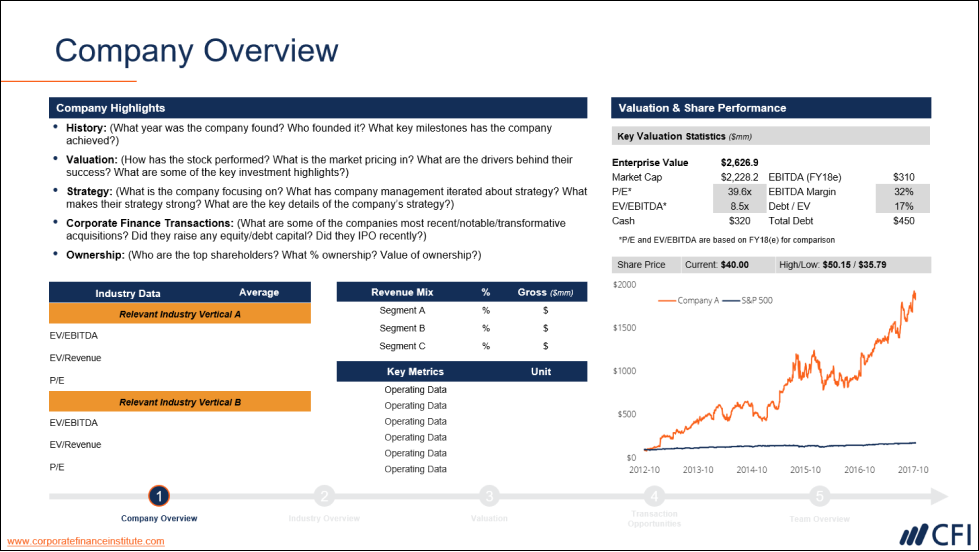 Company Overview
Company Highlights
• History: (What year was the company found? Who founded it? What key milestones has the company
achieved?)
• Valuation: (How has the stock performed? What is the market pricing in? What are the drivers behind their
success? What are some of the key investment highlights?)
• Strategy: (What is the company focusing on? What has company management iterated about strategy? What
makes their strategy strong? What are the key details of the company's strategy?)
• Corporate Finance Transactions: (What are some of the companies most recent/notable/transformative
acquisitions? Did they raise any equity/debt capital? Did they IPO recently?)
• Ownership: (Who are the top shareholders? What % ownership? Value of ownership?)
Industry Data Average
Relevant Industry Vertical A
EV/EBITDA
EV/Revenue
P/E
Relevant Industry Vertical B
EV/EBITDA
EV/Revenue
P/E
Revenue Mix % Gross ($mm)
Segment A % $
Segment B % $
Segment C % $
Key Metrics Unit
Operating Data
Operating Data
Operating Data
Operating Data
Operating Data
Operating Data
Valuation & Share Performance
Key Valuation Statistics ($mm)
Enterprise Value $2,626.9
Market Cap $2,228.2 EBITDA (FY18e) $310
P/E* 39.6x EBITDA Margin 32%
EV/EBITDA* 8.5x Debt / EV 17%
Cash $320 Total Debt $450
*P/E and EV/EBITDA are based on FY18(e) for comparison
Share Price Current: $40.00 High/Low: $50.15 / $35.79
$2000
Company A S&P 500
$1500
$1000
$500
$0
2012-10 2013-10 2014-10 2015-10 2016-10 2017-10
1 2 3 4 5
Company Overview Industry Overview Valuation Transaction
Opportunities Team Overview
www.corporatefinanceinstitute.com
CFI